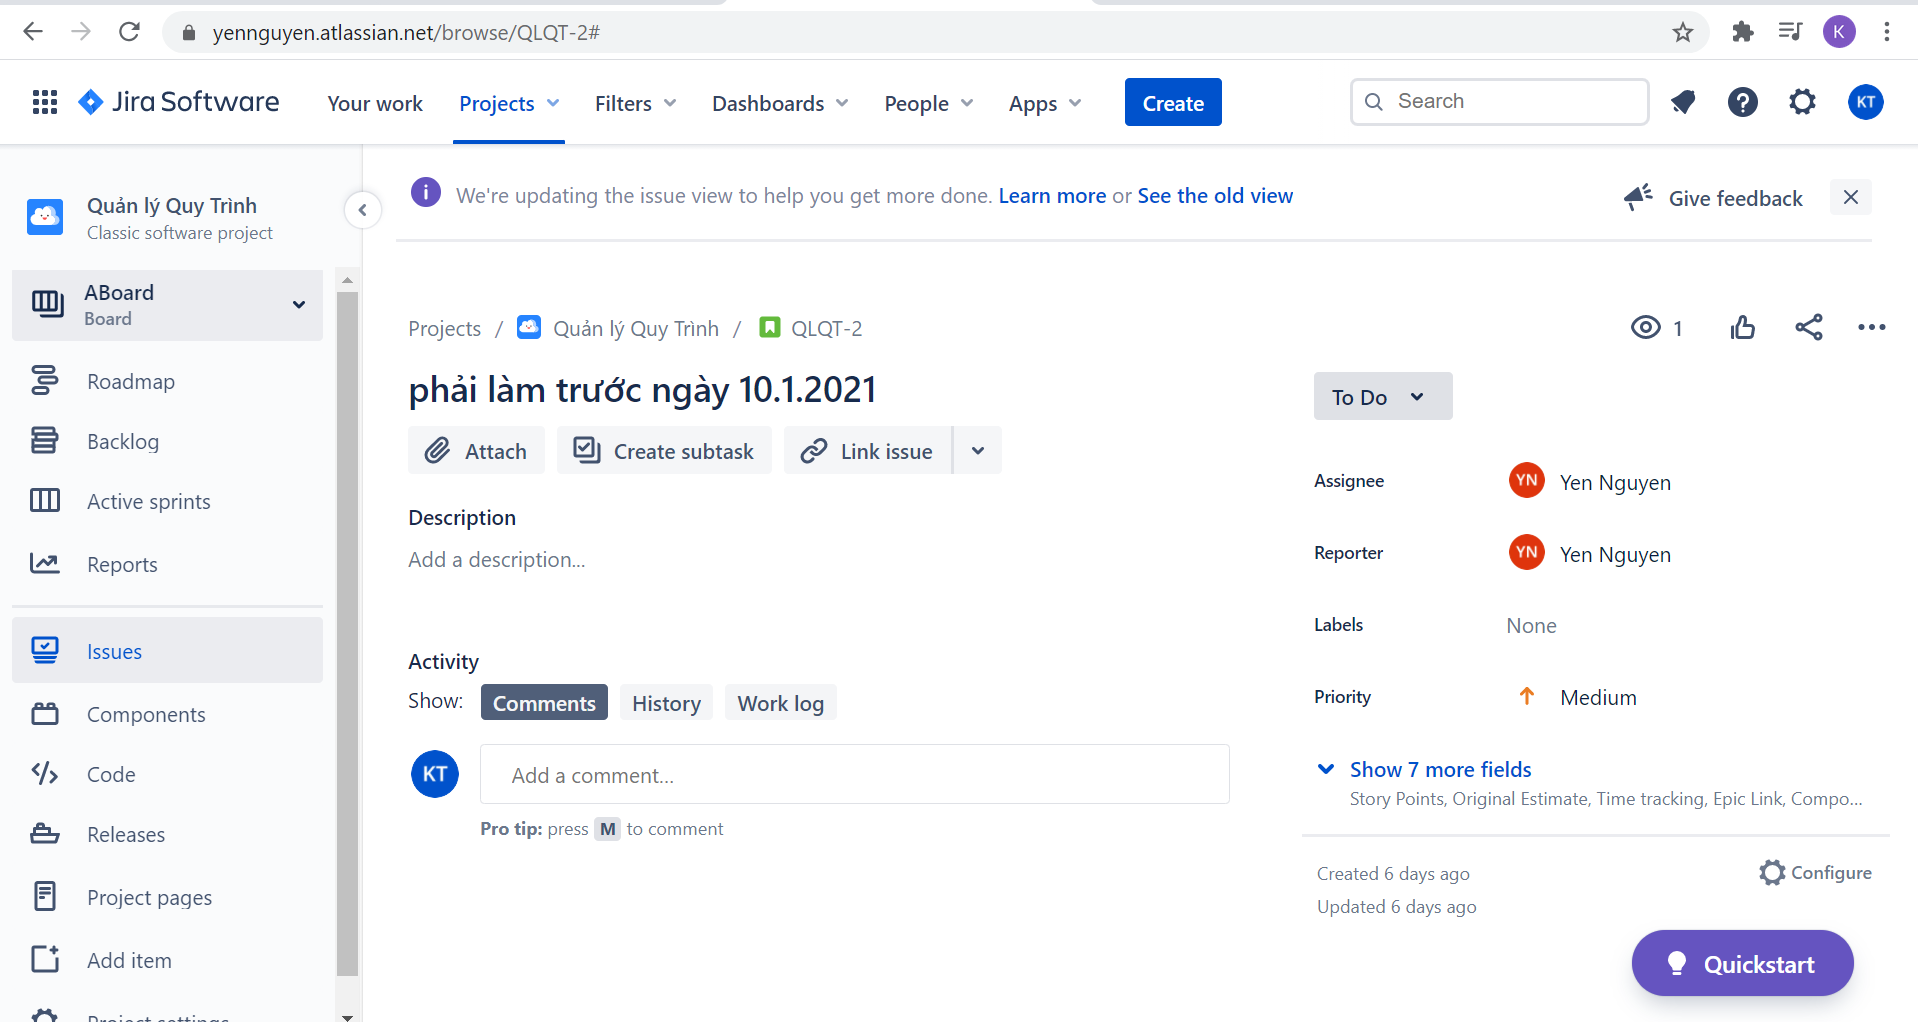 yennguyen.atlassian.net/browse/QLQT-2#
K
Jira Software
Your work
Projects
Filters
Dashboards
People
Apps
Create
Search
KT
Quản lý Quy Trình
Classic software project
ABoard
Board
Roadmap
Backlog
Active sprints
Reports
Issues
Components
Code
Releases
Project pages
Add item
Project settings
We're updating the issue view to help you get more done. Learn more or See the old view
Give feedback
Projects / Quản lý Quy Trình / QLQT-2
1
phải làm trước ngày 10.1.2021
Attach
Create subtask
Link issue
Description
Add a description...
Activity
Show:
Comments
History
Work log
KT
Add a comment...
Pro tip: press M to comment
To Do
Assignee
YN
Yen Nguyen
Reporter
YN
Yen Nguyen
Labels
None
Priority
Medium
Show 7 more fields
Story Points, Original Estimate, Time tracking, Epic Link, Compo...
Created 6 days ago
Configure
Updated 6 days ago
Quickstart